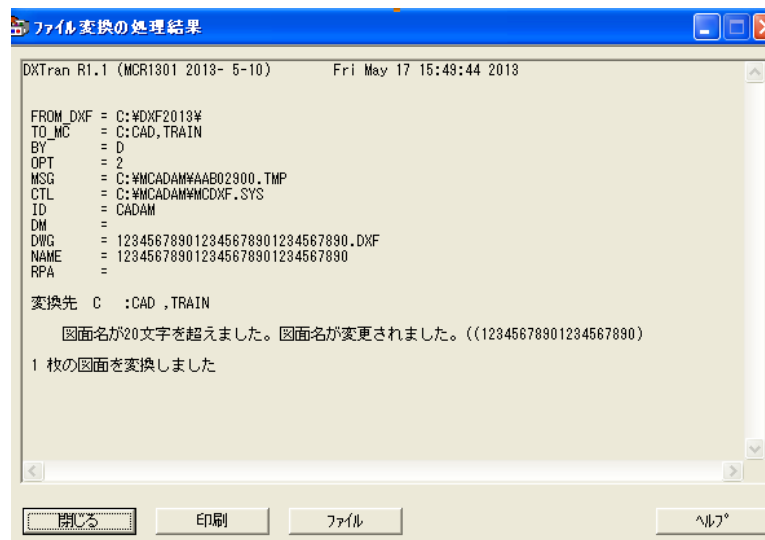 ファイル変換の処理結果
DXTran R1.1 (MCR1301 2013- 5-10)        Fri May 17 15:49:44 2013
FROM_DXF = C:¥DXF2013¥
TO_MC    = C:CAD,TRAIN
BY       = D
OPT      = 2
MSG      = C:¥MCADAM¥AAB02900.TMP
CTL      = C:¥MCADAM¥MCDXF.SYS
ID       = CADAM
DM       =
DWG      = 123456789012345678901234567890.DXF
NAME     = 123456789012345678901234567890
RPA      =
変換先  C   :CAD ,TRAIN
図面名が20文字を超えました。図面名が変更されました。((12345678901234567890)
1 枚の図面を変換しました
閉じる 印刷 ファイル ヘルプ